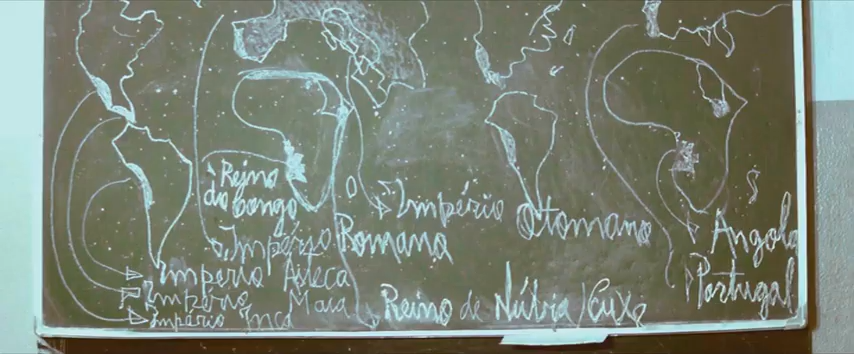 Reino
do Congo
Império Otomano
Império Romano
Angola
Portugal
Império Asteca
Império Maia
Império Inca
Reino de Núbia/Cuxe